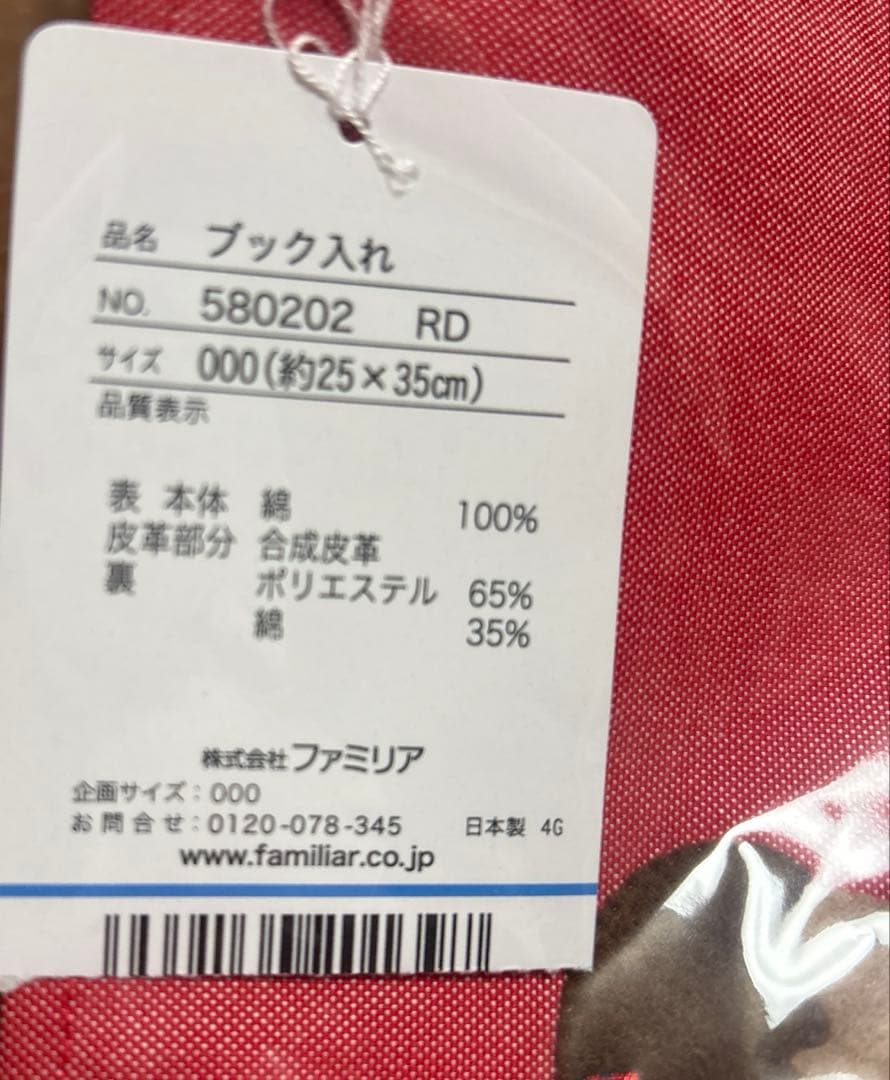 品名 ブック入れ
NO. 580202 RD
サイズ 000(約25×35cm)
品質表示
表 本体 綿 100%
皮革部分 合成皮革
裏 ポリエステル 65%
綿 35%
株式会社ファミリア
企画サイズ:000
お問合せ:0120-078-345 日本製 4G
www.familiar.co.jp